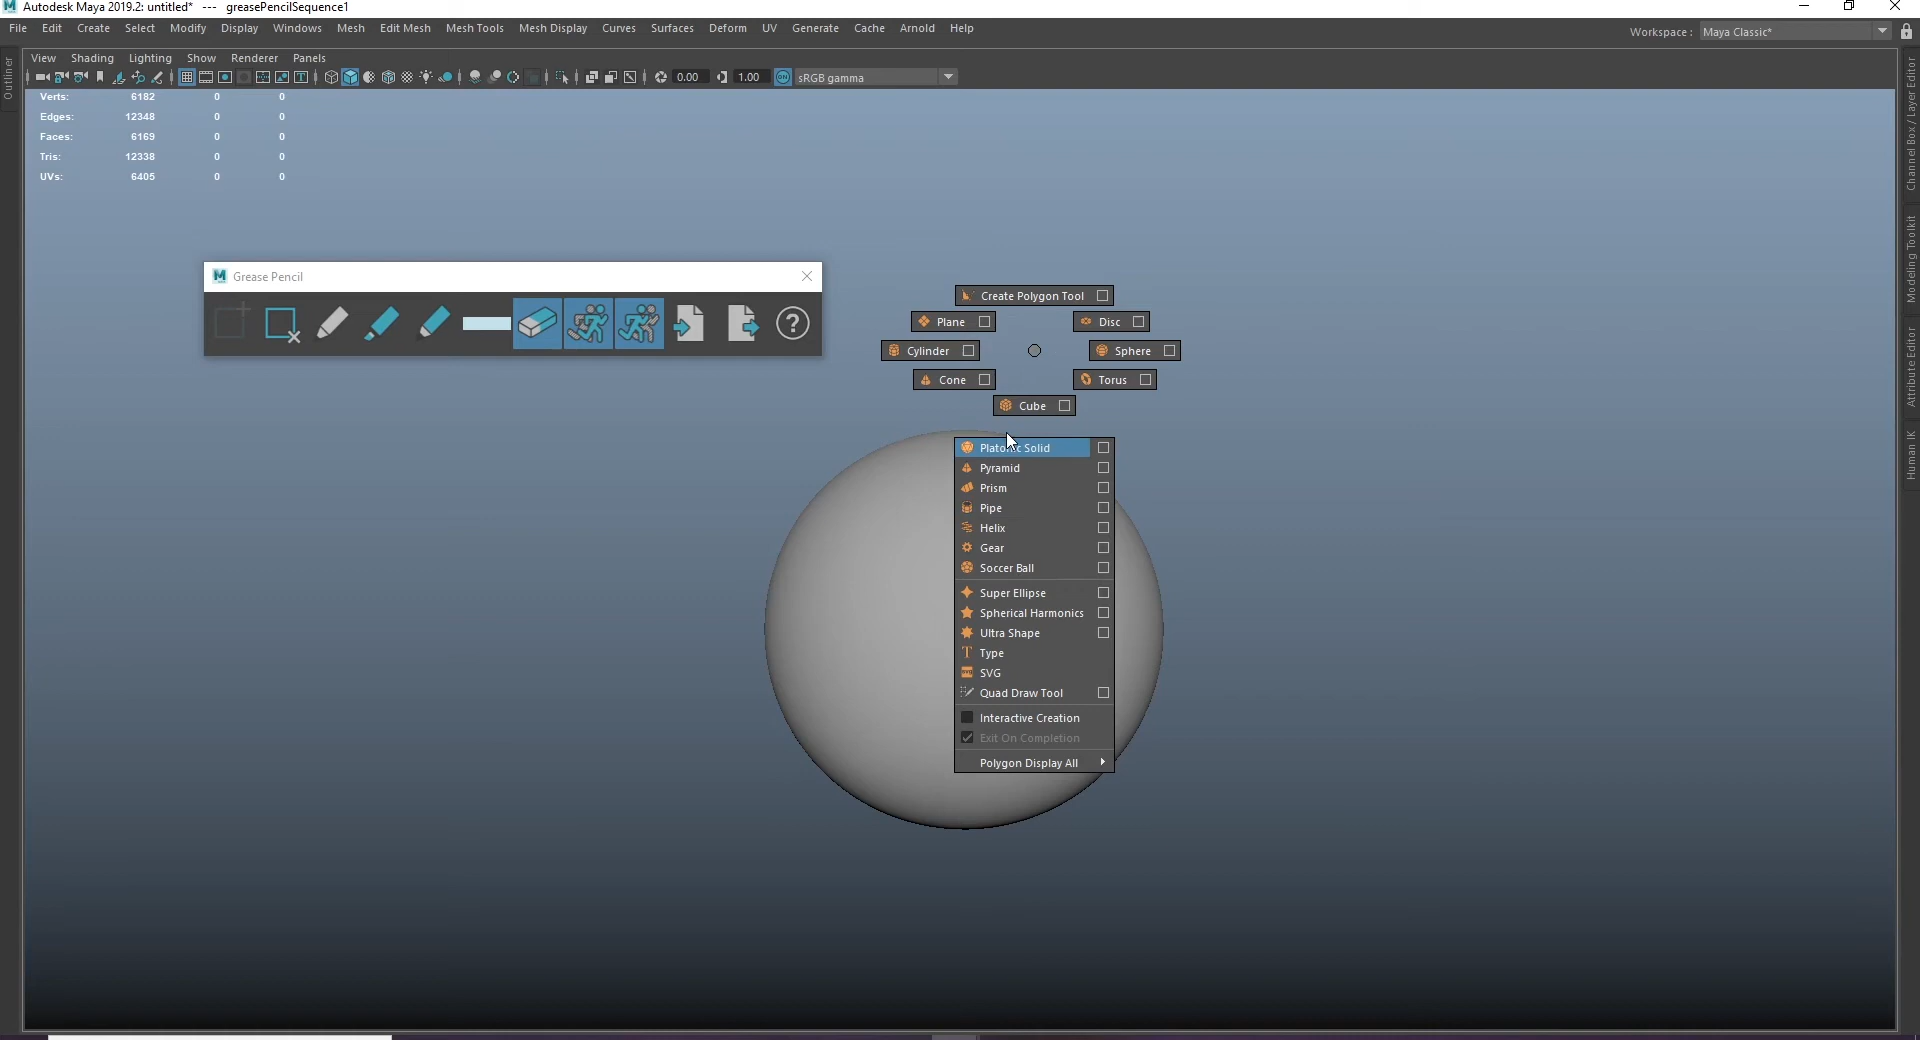 Autodesk Maya 2019.2: untitled* --- greasePencilSequence1
File Edit Create Select Modify Display Windows Mesh Edit Mesh Mesh Tools Mesh Display Curves Surfaces Deform UV Generate Cache Arnold Help
Workspace : Maya Classic*
View Shading Lighting Show Renderer Panels
0.00 1.00 ON sRGB gamma
Outliner
Verts: 6182 0 0
Edges: 12348 0 0
Faces: 6169 0 0
Tris: 12338 0 0
UVs: 6405 0 0
Grease Pencil
Create Polygon Tool
Plane Disc
Cylinder Sphere
Cone Torus
Cube
Platonic Solid
Pyramid
Prism
Pipe
Helix
Gear
Soccer Ball
Super Ellipse
Spherical Harmonics
Ultra Shape
Type
SVG
Quad Draw Tool
Interactive Creation
Exit On Completion
Polygon Display All
Channel Box / Layer Editor
Modeling Toolkit
Attribute Editor
Human IK